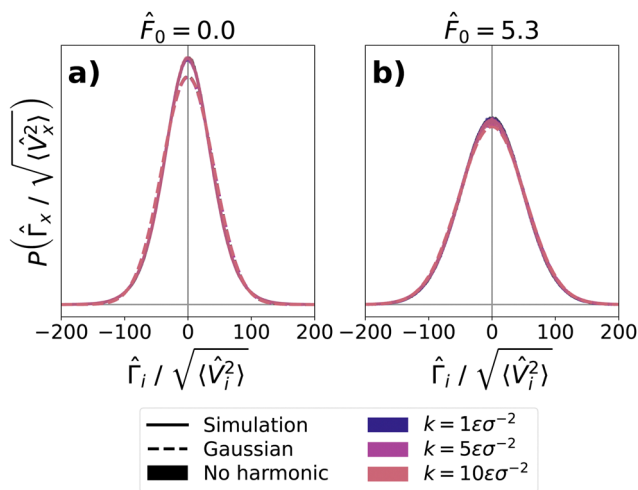 F̂₀ = 0.0
F̂₀ = 5.3
a)
b)
P(Γ̂ₓ / √⟨V̂ₓ²⟩)
−200 −100 0 100 200
−200 −100 0 100 200
Γ̂ᵢ / √⟨V̂ᵢ²⟩
Γ̂ᵢ / √⟨V̂ᵢ²⟩
Simulation
Gaussian
No harmonic
k = 1εσ⁻²
k = 5εσ⁻²
k = 10εσ⁻²